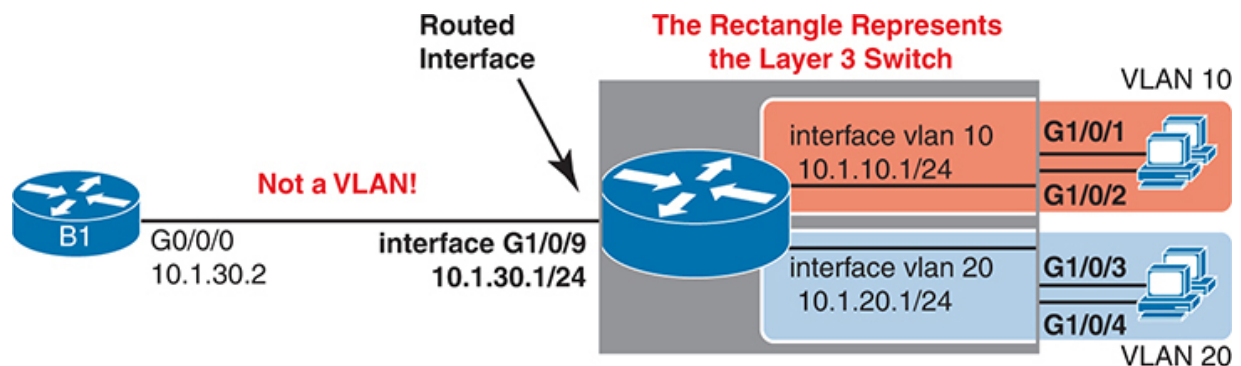 Routed
Interface
The Rectangle Represents
the Layer 3 Switch
VLAN 10
interface vlan 10
10.1.10.1/24
G1/0/1
G1/0/2
Not a VLAN!
B1
G0/0/0
10.1.30.2
interface G1/0/9
10.1.30.1/24
interface vlan 20
10.1.20.1/24
G1/0/3
G1/0/4
VLAN 20